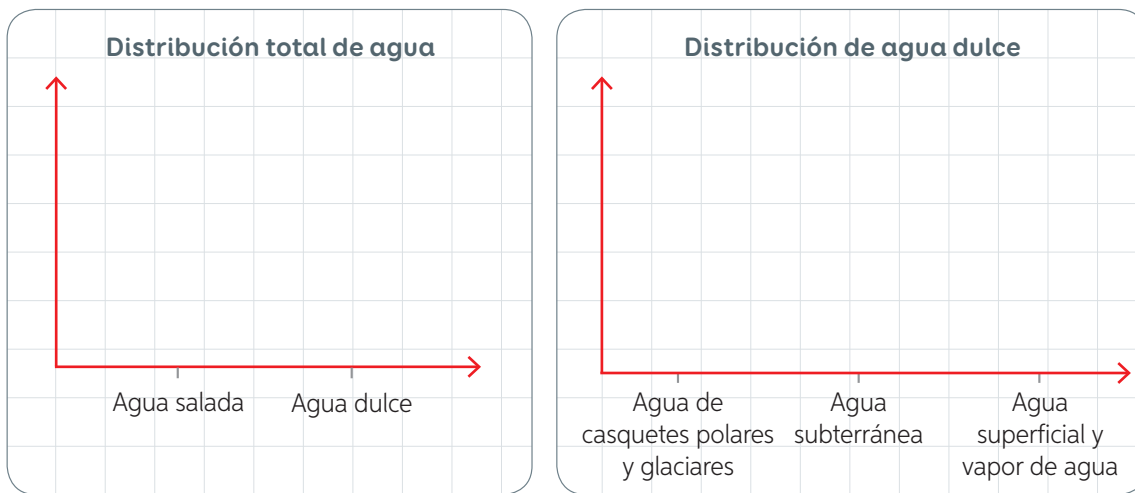 Distribución total de agua
Agua salada
Agua dulce
Distribución de agua dulce
Agua de
casquetes polares
y glaciares
Agua
subterránea
Agua
superficial y
vapor de agua